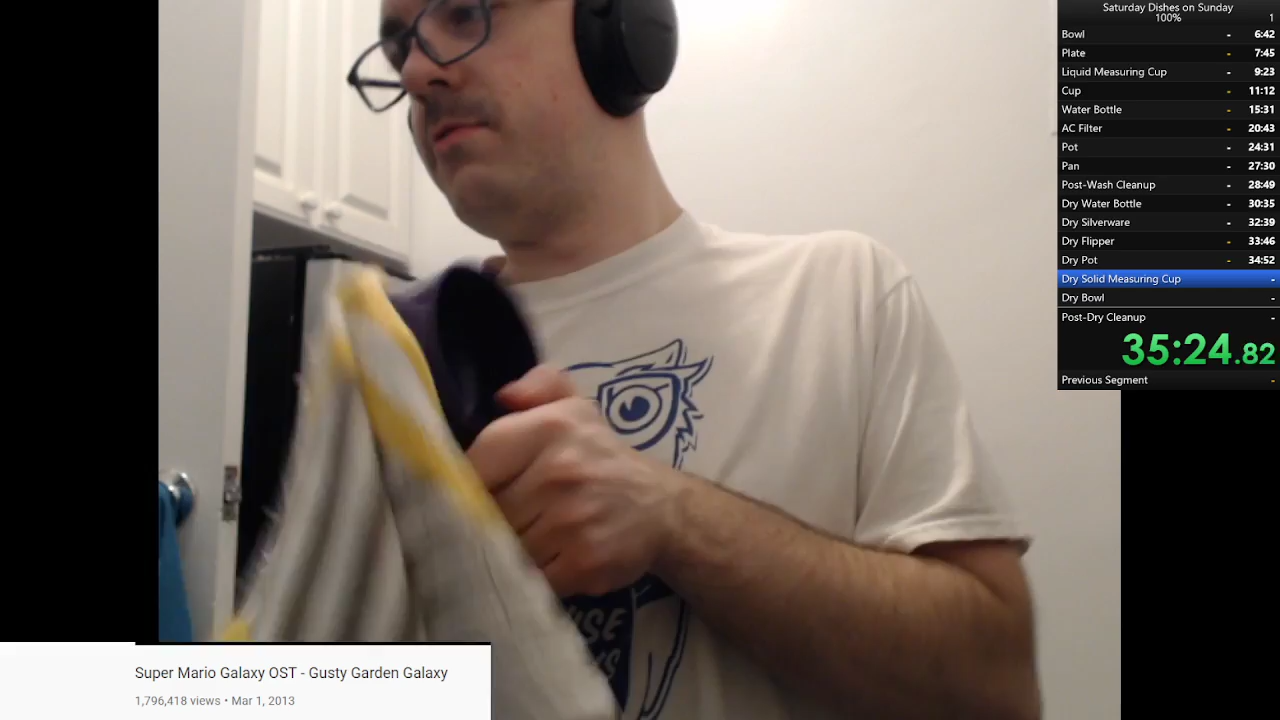 Saturday Dishes on Sunday
100% 1
Bowl - 6:42
Plate - 7:45
Liquid Measuring Cup - 9:23
Cup - 11:12
Water Bottle - 15:31
AC Filter - 20:43
Pot - 24:31
Pan - 27:30
Post-Wash Cleanup - 28:49
Dry Water Bottle - 30:35
Dry Silverware - 32:39
Dry Flipper - 33:46
Dry Pot - 34:52
Dry Solid Measuring Cup -
Dry Bowl -
Post-Dry Cleanup -
35:24.82
Previous Segment -
Super Mario Galaxy OST - Gusty Garden Galaxy
1,796,418 views • Mar 1, 2013